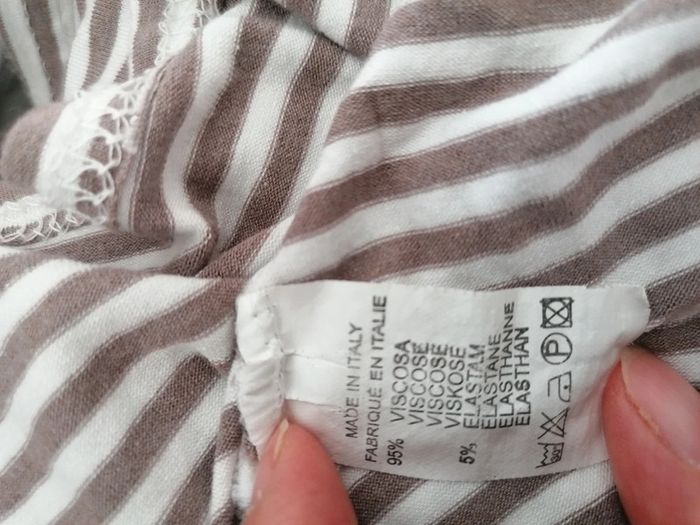 MADE IN ITALY
FABRIQUÉ EN ITALIE
95% VISCOSA
VISCOSE
VISCOSE
VISKOSE
5% ELASTAM
ELASTANE
ELASTHANNE
ELASTHAN
P